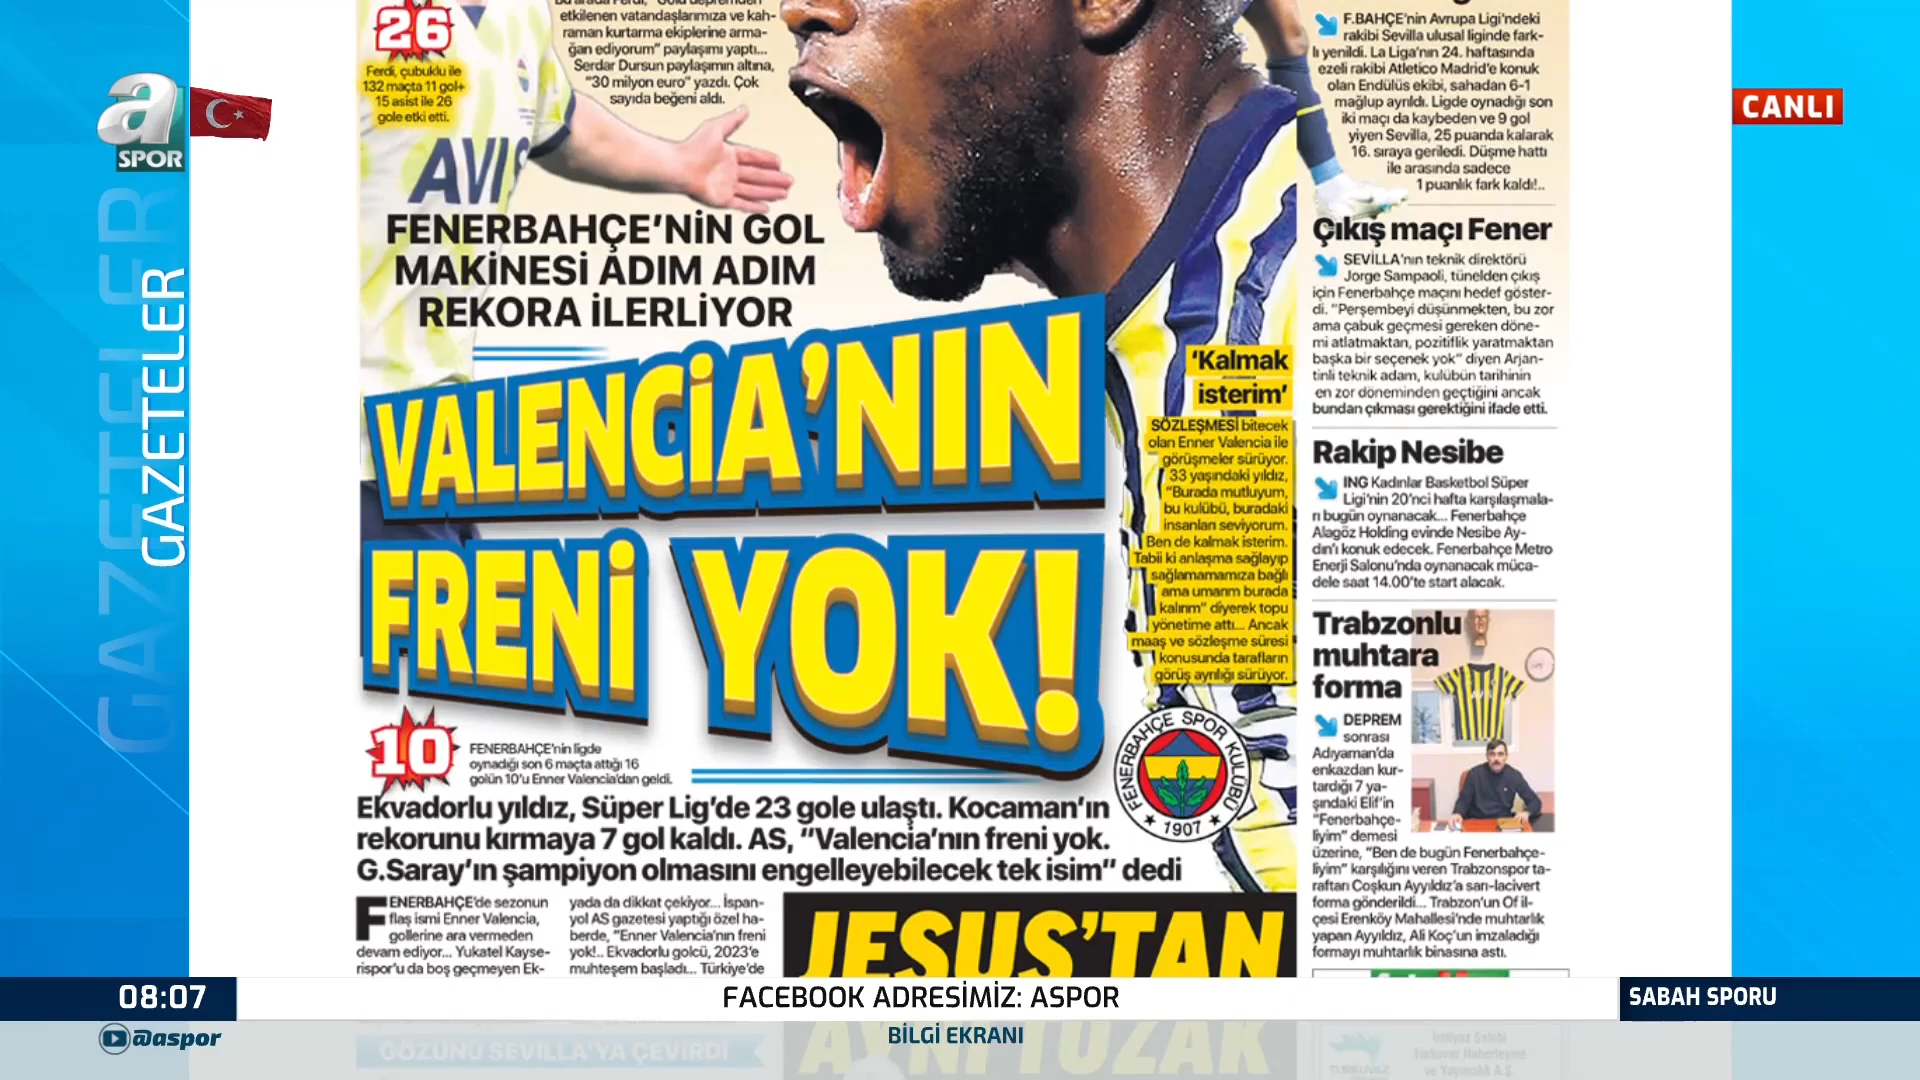 a
SPOR
GAZETELER
GAZETELER
CANLI
26
Ferdi, çubuklu ile
132 maçta 11 gol+
15 asist ile 26
gole etki etti.
etkilenen vatandaşlarımıza ve kah-
raman kurtarma ekiplerine arma-
ğan ediyorum” paylaşımı yaptı...
Serdar Dursun paylaşımın altına,
“30 milyon euro” yazdı. Çok
sayıda beğeni aldı.
AVIS
FENERBAHÇE’NİN GOL
MAKİNESİ ADIM ADIM
REKORA İLERLİYOR
VALENCİA’NIN
FRENİ YOK!
‘Kalmak
isterim’
SÖZLEŞMESİ bitecek
olan Enner Valencia ile
görüşmeler sürüyor.
33 yaşındaki yıldız,
“Burada mutluyum,
bu kulübü, buradaki
insanları seviyorum.
Ben de kalmak isterim.
Tabii ki anlaşma sağlayıp
sağlamamamıza bağlı
ama umarım burada
kalırım” diyerek topu
yönetime attı... Ancak
maaş ve sözleşme süresi
konusunda tarafların
görüş ayrılığı sürüyor.
10
FENERBAHÇE’nin ligde
oynadığı son 6 maçta attığı 16
golün 10’u Enner Valencia’dan geldi.
FENERBAHÇE SPOR KULÜBÜ
★ 1907 ★
Ekvadorlu yıldız, Süper Lig’de 23 gole ulaştı. Kocaman’ın
rekorunu kırmaya 7 gol kaldı. AS, “Valencia’nın freni yok.
G.Saray’ın şampiyon olmasını engelleyebilecek tek isim” dedi
FENERBAHÇE’de sezonun
flaş ismi Enner Valencia,
gollerine ara vermeden
devam ediyor... Yukatel Kayse-
rispor’u da boş geçmeyen Ek-
yada da dikkat çekiyor... İspan-
yol AS gazetesi yaptığı özel ha-
berde, “Enner Valencia’nın freni
yok!.. Ekvadorlu golcü, 2023’e
muhteşem başladı... Türkiye’de
JESUS’TAN
F.BAHÇE’nin Avrupa Ligi’ndeki
rakibi Sevilla ulusal liginde fark-
lı yenildi. La Liga’nın 24. haftasında
ezeli rakibi Atletico Madrid’e konuk
olan Endülüs ekibi, sahadan 6-1
mağlup ayrıldı. Ligde oynadığı son
iki maçı da kaybeden ve 9 gol
yiyen Sevilla, 25 puanda kalarak
16. sıraya geriledi. Düşme hattı
ile arasında sadece
1 puanlık fark kaldı!..
Çıkış maçı Fener
SEVİLLA’nın teknik direktörü
Jorge Sampaoli, tünelden çıkış
için Fenerbahçe maçını hedef göster-
di. “Perşembeyi düşünmekten, bu zor
ama çabuk geçmesi gereken döne-
mi atlatmaktan, pozitiflik yaratmaktan
başka bir seçenek yok” diyen Arjan-
tinli teknik adam, kulübün tarihinin
en zor döneminden geçtiğini ancak
bundan çıkması gerektiğini ifade etti.
Rakip Nesibe
ING Kadınlar Basketbol Süper
Ligi’nin 20’nci hafta karşılaşmala-
rı bugün oynanacak... Fenerbahçe
Alagöz Holding evinde Nesibe Ay-
dın’ı konuk edecek. Fenerbahçe Metro
Enerji Salonu’nda oynanacak müca-
dele saat 14.00’te start alacak.
Trabzonlu
muhtara
forma
DEPREM
sonrası
Adıyaman’da
enkazdan kur-
tardığı 7 ya-
şındaki Elif’in
“Fenerbahçe-
liyim” demesi
üzerine, “Ben de bugün Fenerbahçe-
liyim” karşılığını veren Trabzonspor ta-
raftarı Coşkun Ayyıldız’a sarı-lacivert
forma gönderildi... Trabzon’un Of il-
çesi Erenköy Mahallesi’nde muhtarlık
yapan Ayyıldız, Ali Koç’un imzaladığı
formayı muhtarlık binasına astı.
08:07
FACEBOOK ADRESİMİZ: ASPOR
SABAH SPORU
@aspor
BİLGİ EKRANI
GÖZÜNÜ SEVİLLA’YA ÇEVİRDİ
AYNI TUZAK
İmtiyaz Sahibi
Turkuvaz Haberleşme
ve Yayıncılık A.Ş.